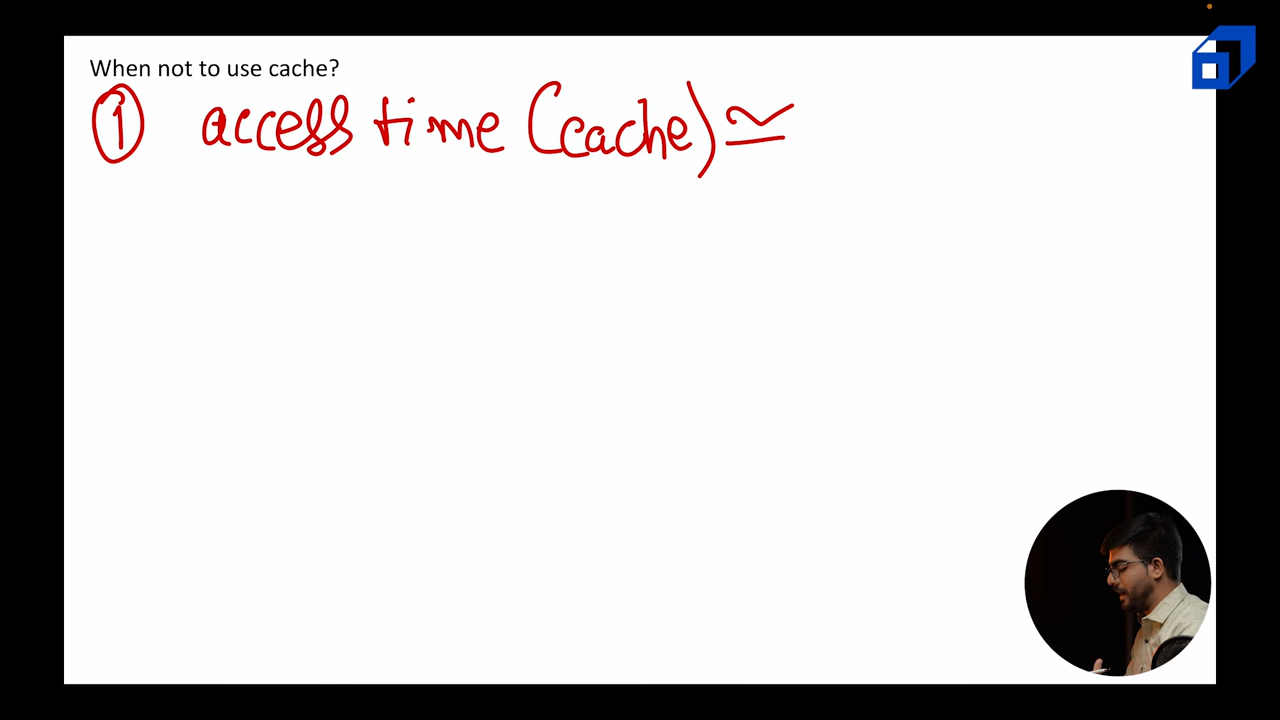 When not to use cache?
① access time (cache) ≃